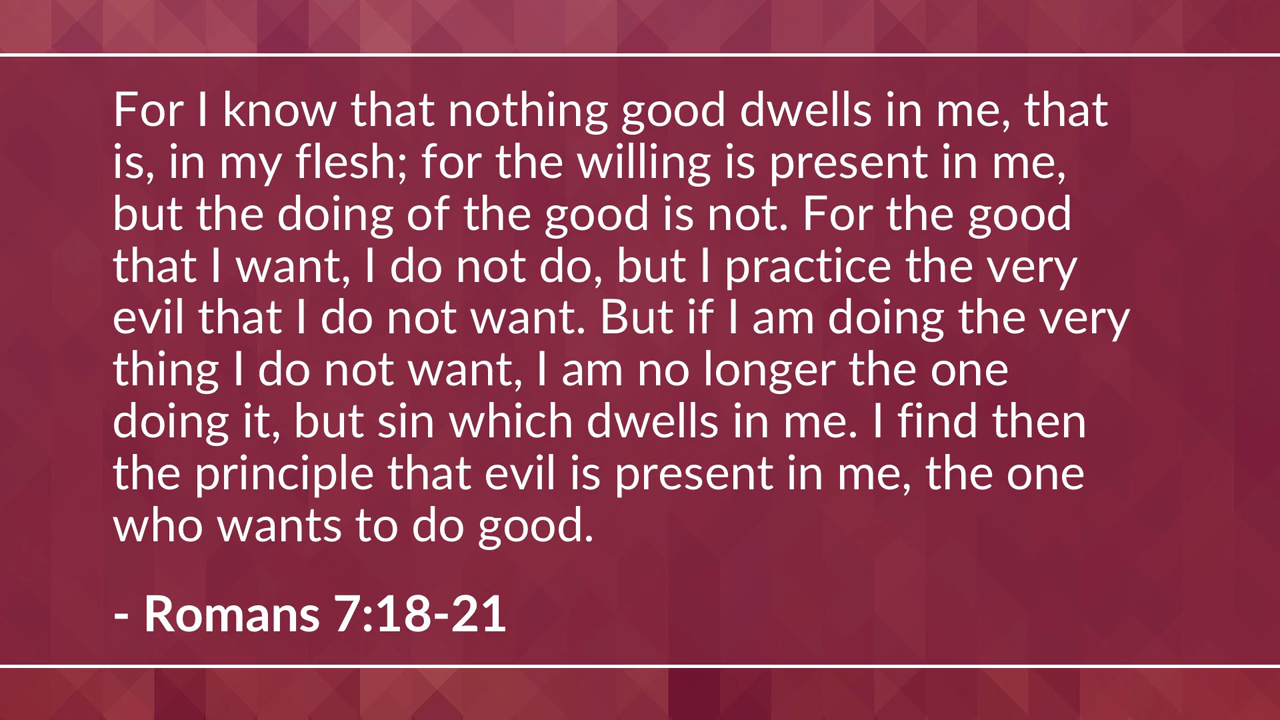 For I know that nothing good dwells in me, that
is, in my flesh; for the willing is present in me,
but the doing of the good is not. For the good
that I want, I do not do, but I practice the very
evil that I do not want. But if I am doing the very
thing I do not want, I am no longer the one
doing it, but sin which dwells in me. I find then
the principle that evil is present in me, the one
who wants to do good.
- Romans 7:18-21